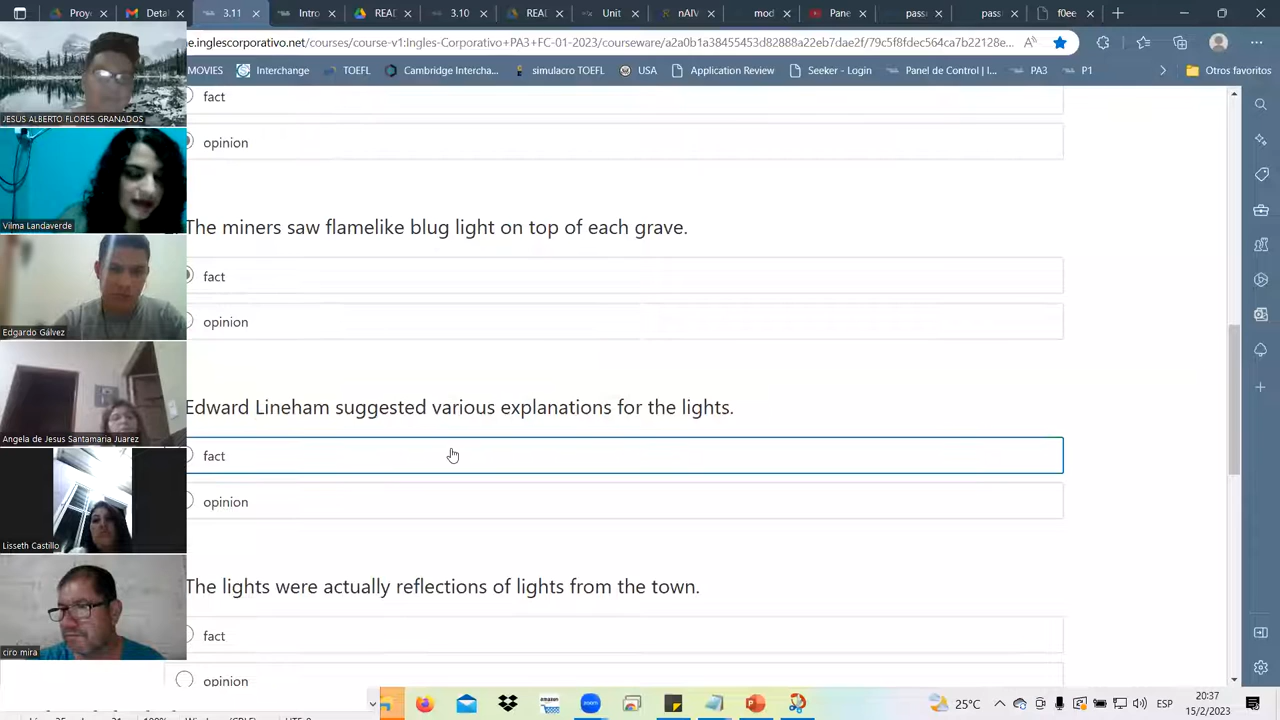 Proy
Deta
3.11
Intro
REAI
3.10
REAI
Unit
nAIV
moc
Pane
pass
pas
f0ee
e.inglescorporativo.net/courses/course-v1:Ingles-Corporativo+PA3+FC-01-2023/courseware/a2a0b1a38455453d82888a22eb7dae2f/79c5f8fdec564ca7b22128e...
MOVIES
Interchange
TOEFL
Cambridge Intercha...
simulacro TOEFL
USA
Application Review
Seeker - Login
Panel de Control | I...
PA3
P1
Otros favoritos
fact
JESUS ALBERTO FLORES GRANADOS
opinion
Vilma Landaverde
The miners saw flamelike blug light on top of each grave.
fact
opinion
Edgardo Gálvez
Edward Lineham suggested various explanations for the lights.
Angela de Jesus Santamaria Juarez
fact
opinion
Lisseth Castillo
The lights were actually reflections of lights from the town.
fact
ciro mira
opinion
25°C
ESP
20:37
15/2/2023